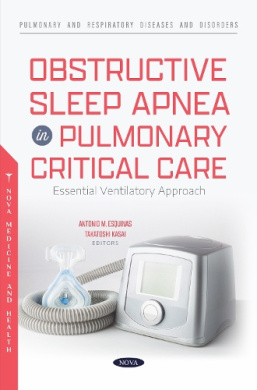 PULMONARY AND RESPIRATORY DISEASES AND DISORDERS
OBSTRUCTIVE
SLEEP APNEA
in PULMONARY
CRITICAL CARE
Essential Ventilatory Approach
ANTONIO M. ESQUINAS
TAKATOSHI KASAI
EDITORS
NOVA MEDICINE AND HEALTH
NOVA